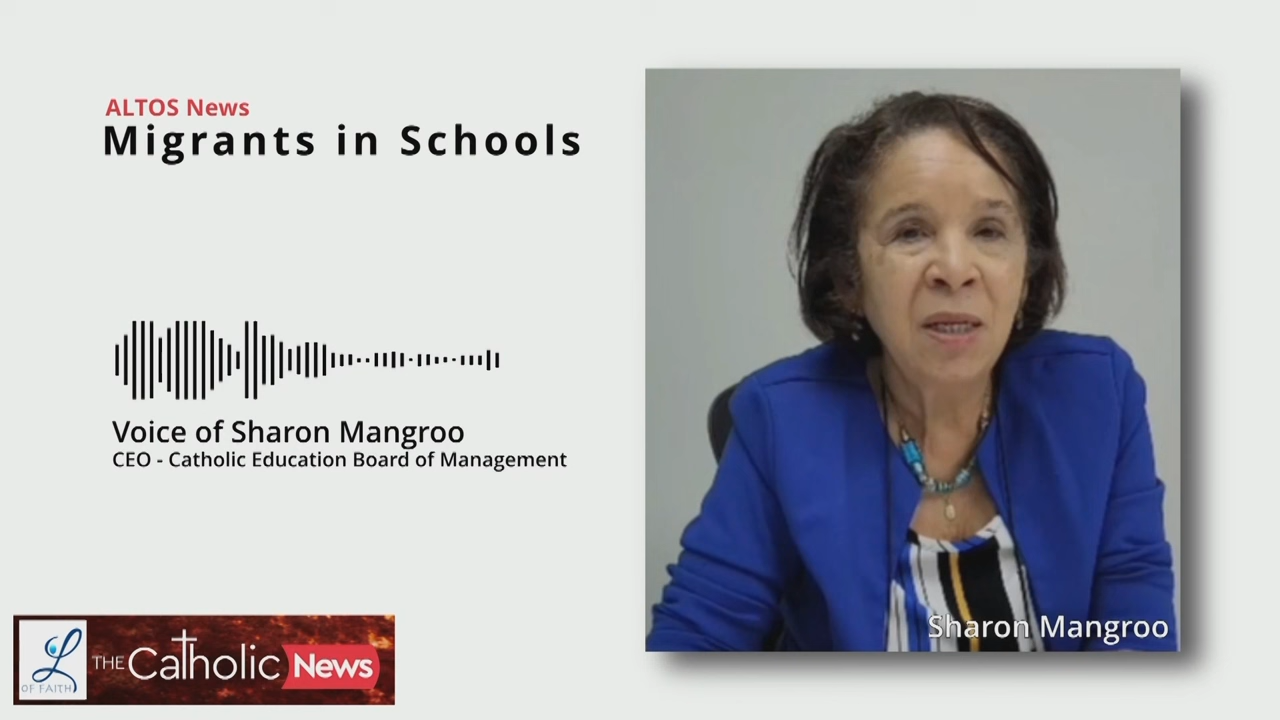 ALTOS News
Migrants in Schools
Voice of Sharon Mangroo
CEO - Catholic Education Board of Management
Sharon Mangroo
L
OF FAITH
THE Catholic News